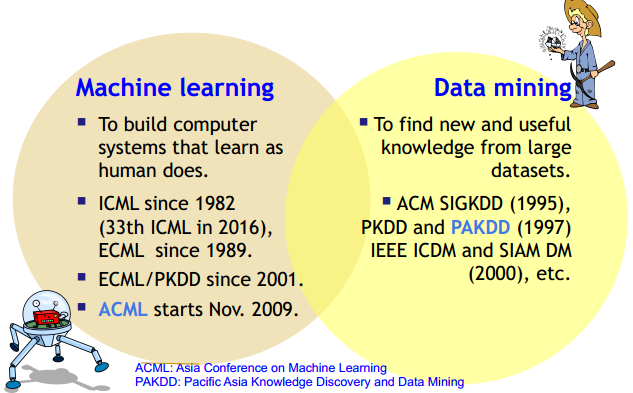 Machine learning
▪ To build computer
systems that learn as
human does.
▪ ICML since 1982
(33th ICML in 2016),
ECML since 1989.
▪ ECML/PKDD since 2001.
▪ ACML starts Nov. 2009.
Data mining
▪ To find new and useful
knowledge from large
datasets.
▪ ACM SIGKDD (1995),
PKDD and PAKDD (1997)
IEEE ICDM and SIAM DM
(2000), etc.
ACML: Asia Conference on Machine Learning
PAKDD: Pacific Asia Knowledge Discovery and Data Mining